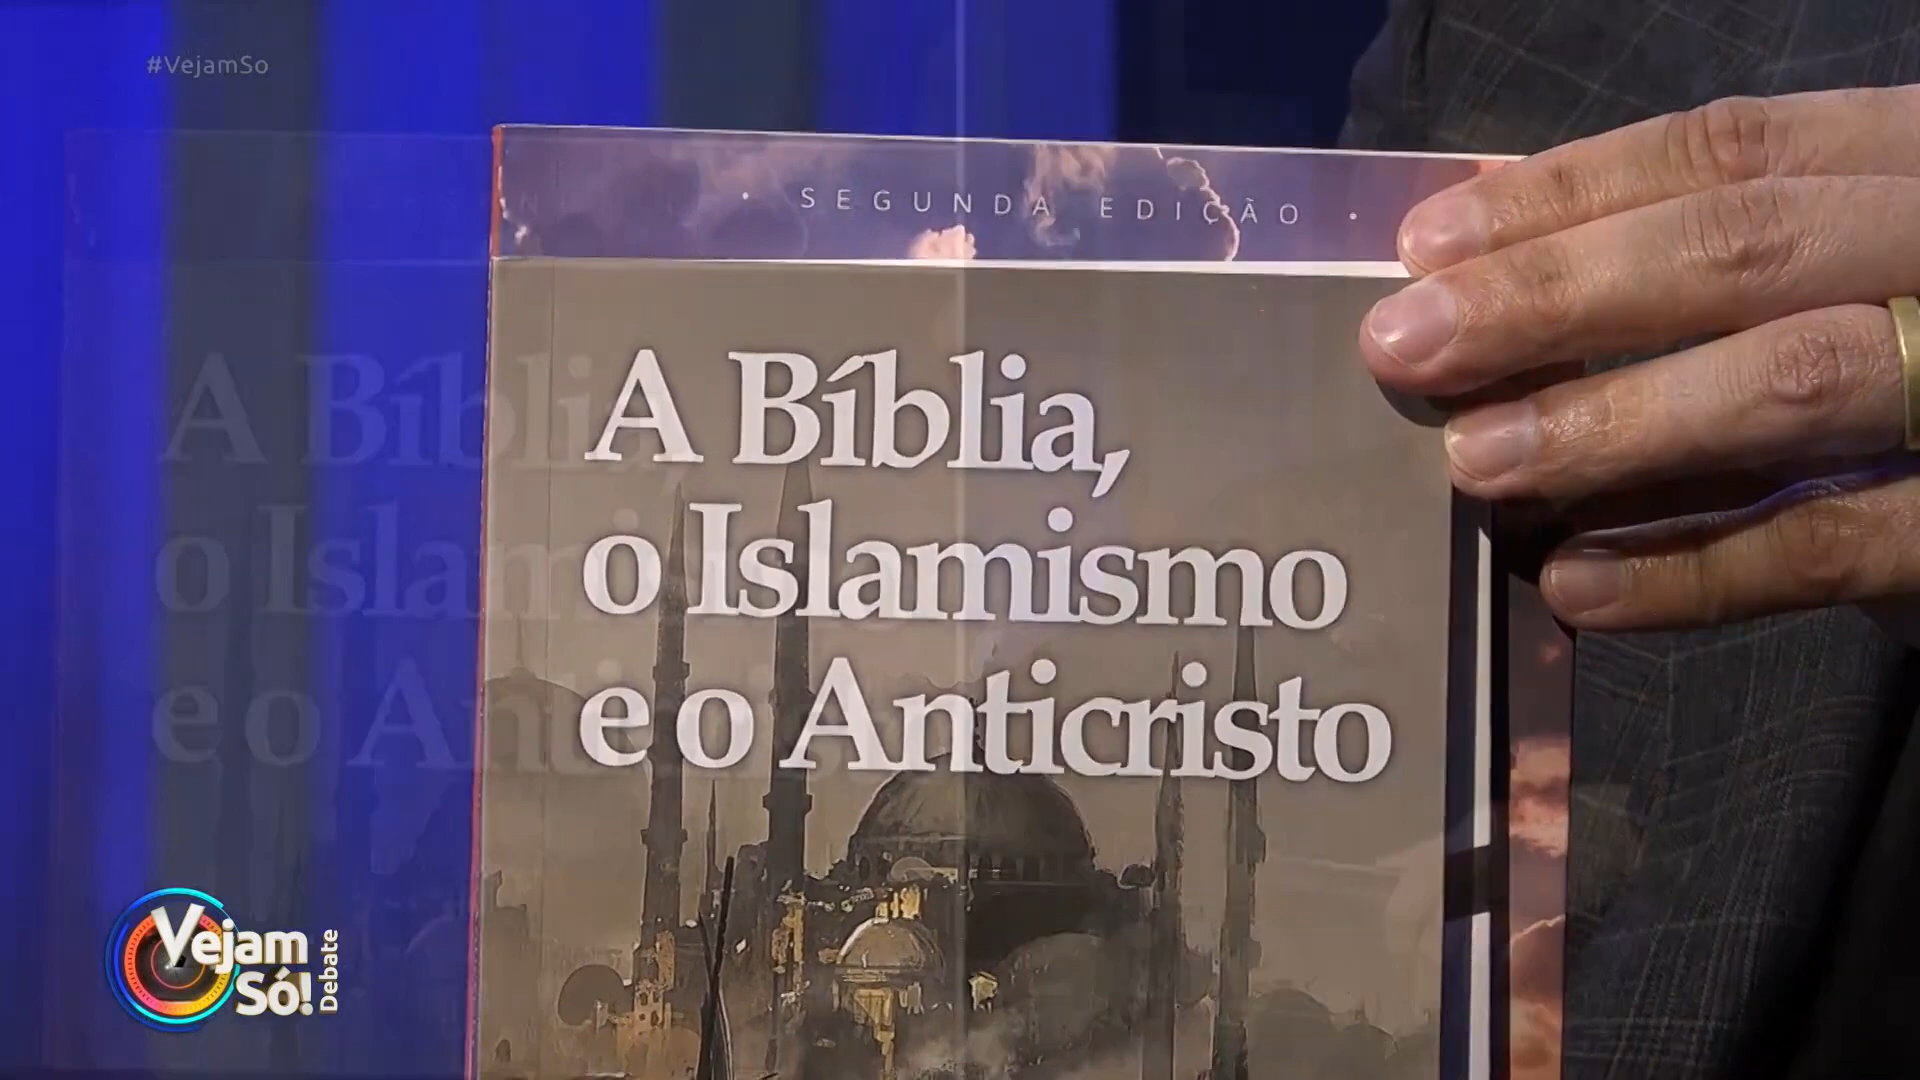 #VejamSo
• SEGUNDA EDIÇÃO •
A Bíblia,
o Islamismo
e o Anticristo
Vejam
Só!
Debate